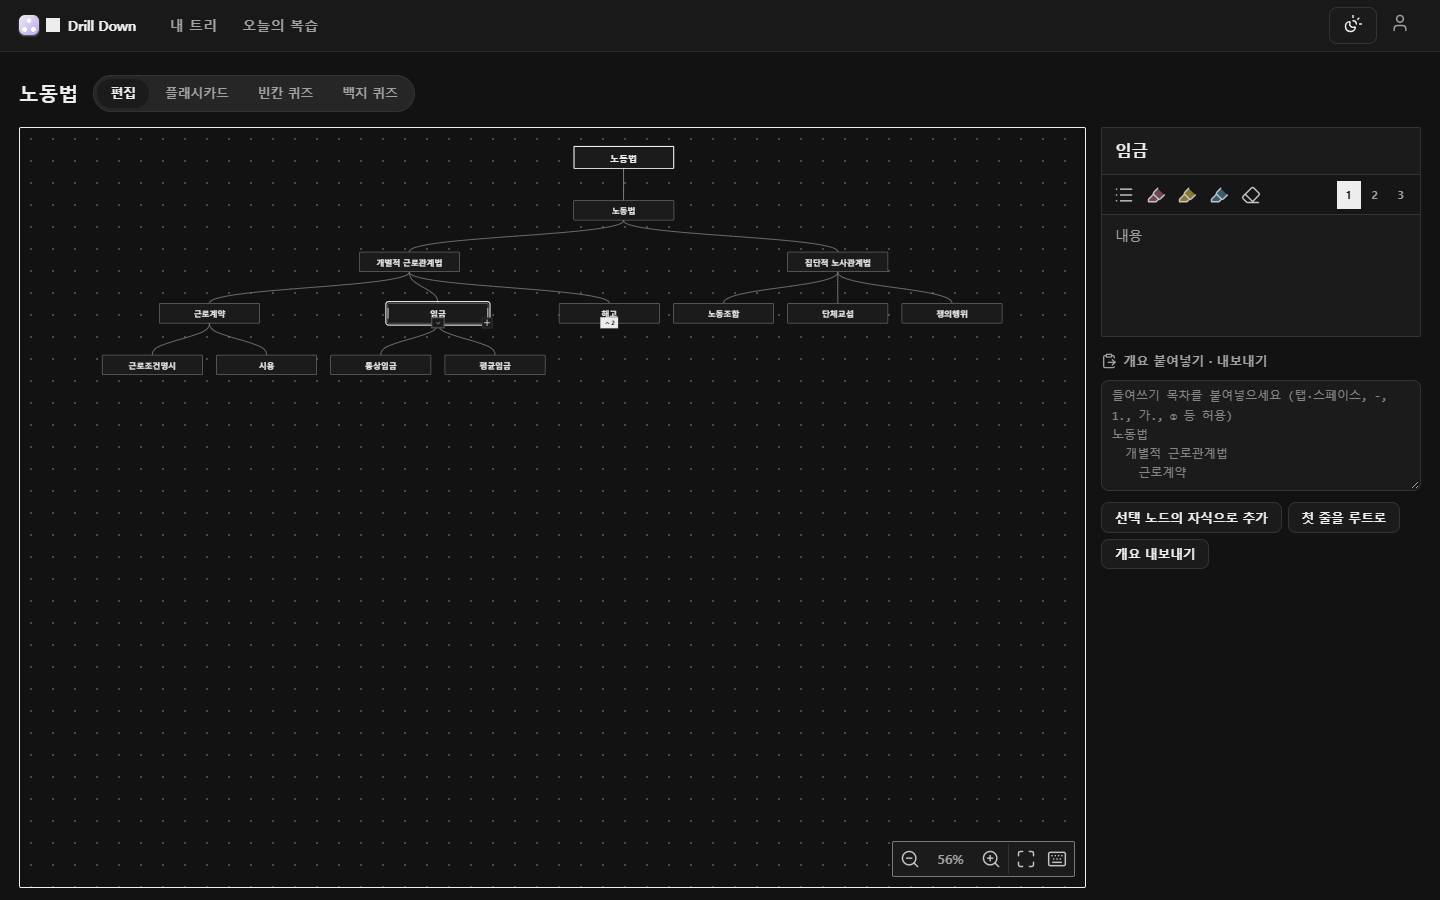 Drill Down
내 트리
오늘의 복습
노동법
편집
플래시카드
빈칸 퀴즈
백지 퀴즈
노동법
노동법
개별적 근로관계법
집단적 노사관계법
근로계약
임금
해고
2
노동조합
단체교섭
쟁의행위
근로조건명시
시용
통상임금
평균임금
56%
임금
1
2
3
내용
개요 붙여넣기 · 내보내기
들여쓰기 목차를 붙여넣으세요 (탭·스페이스, -,
1., 가., ① 등 허용)
노동법
개별적 근로관계법
근로계약
선택 노드의 자식으로 추가
첫 줄을 루트로
개요 내보내기